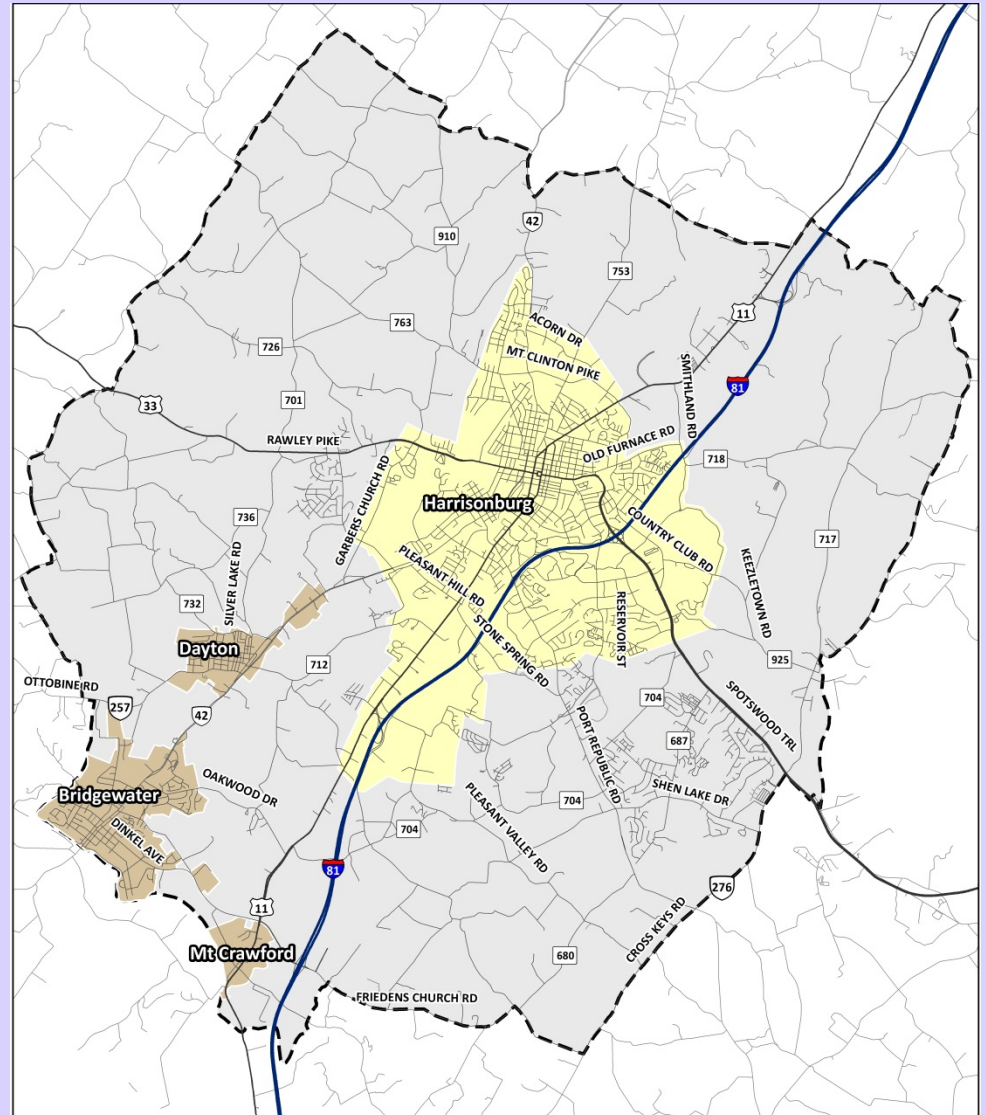 42
910
753
11
ACORN DR
763
MT CLINTON PIKE
726
SMITHLAND RD
81
701
33
RAWLEY PIKE
OLD FURNACE RD
718
GARBERS CHURCH RD
Harrisonburg
COUNTRY CLUB RD
736
717
SILVER LAKE RD
PLEASANT HILL RD
KEEZLETOWN RD
732
RESERVOIR ST
STONE SPRING RD
Dayton
712
925
OTTOBINE RD
704
SPOTSWOOD TRL
257
42
PORT REPUBLIC RD
687
OAKWOOD DR
SHEN LAKE DR
Bridgewater
704
PLEASANT VALLEY RD
DINKEL AVE
704
81
276
11
CROSS KEYS RD
Mt Crawford
680
FRIEDENS CHURCH RD